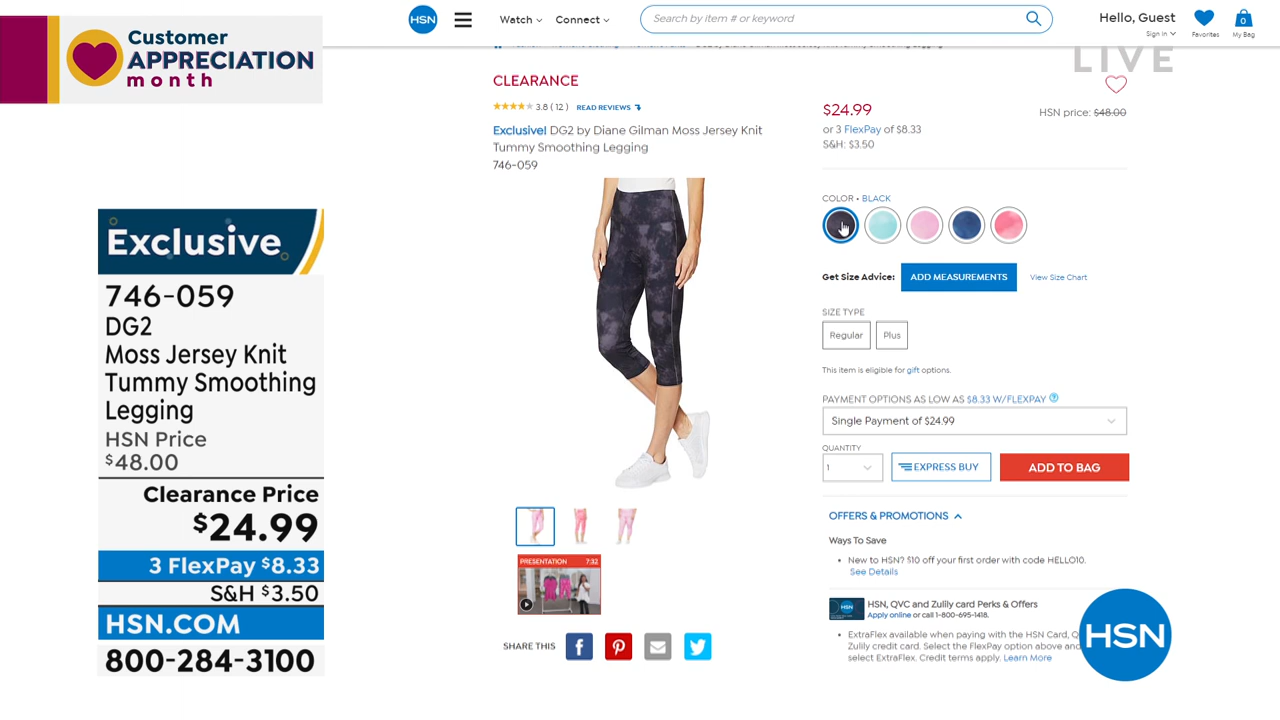 Customer
APPRECIATION
month
HSN
Watch
Connect
Search by item # or keyword
Hello, Guest
Sign in
Favorites
0
My Bag
LIVE
CLEARANCE
3.8 ( 12 ) READ REVIEWS
Exclusive! DG2 by Diane Gilman Moss Jersey Knit
Tummy Smoothing Legging
746-059
$24.99
HSN price: $48.00
or 3 FlexPay of $8.33
S&H: $3.50
COLOR • BLACK
Get Size Advice: ADD MEASUREMENTS View Size Chart
SIZE TYPE
Regular Plus
This item is eligible for gift options.
PAYMENT OPTIONS AS LOW AS $8.33 W/FLEXPAY ?
Single Payment of $24.99
QUANTITY
1 EXPRESS BUY ADD TO BAG
OFFERS & PROMOTIONS
Ways To Save
• New to HSN? $10 off your first order with code HELLO10.
See Details
HSN HSN, QVC and Zulily card Perks & Offers
Apply online or call 1-800-695-1418.
• ExtraFlex available when paying with the HSN Card, Q
Zulily credit card. Select the FlexPay option above and
select ExtraFlex. Credit terms apply. Learn More
HSN
PRESENTATION 7:32
SHARE THIS
Exclusive
746-059
DG2
Moss Jersey Knit
Tummy Smoothing
Legging
HSN Price
$48.00
Clearance Price
$24.99
3 FlexPay $8.33
S&H $3.50
HSN.COM
800-284-3100